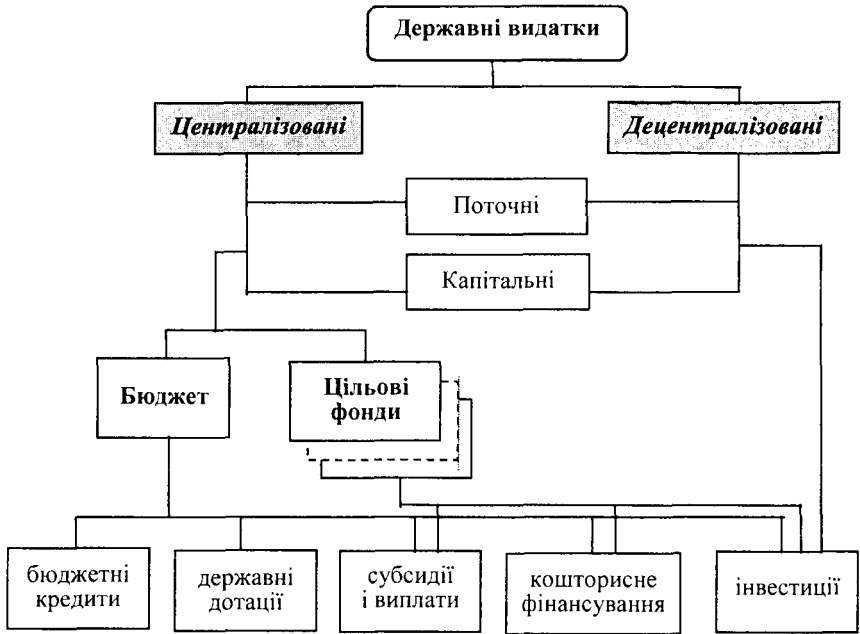 Державні видатки
Централізовані
Децентралізовані
Поточні
Капітальні
Бюджет
Цільові
фонди
бюджетні
кредити
державні
дотації
субсидії
і виплати
кошторисне
фінансування
інвестиції